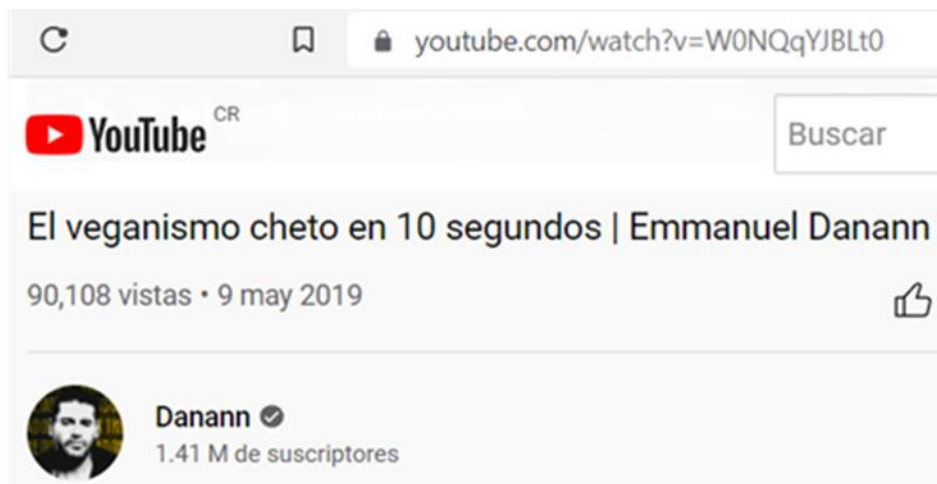 youtube.com/watch?v=W0NQqYJBLt0
YouTube CR
Buscar
El veganismo cheto en 10 segundos | Emmanuel Danann
90,108 vistas • 9 may 2019
Danann
1.41 M de suscriptores